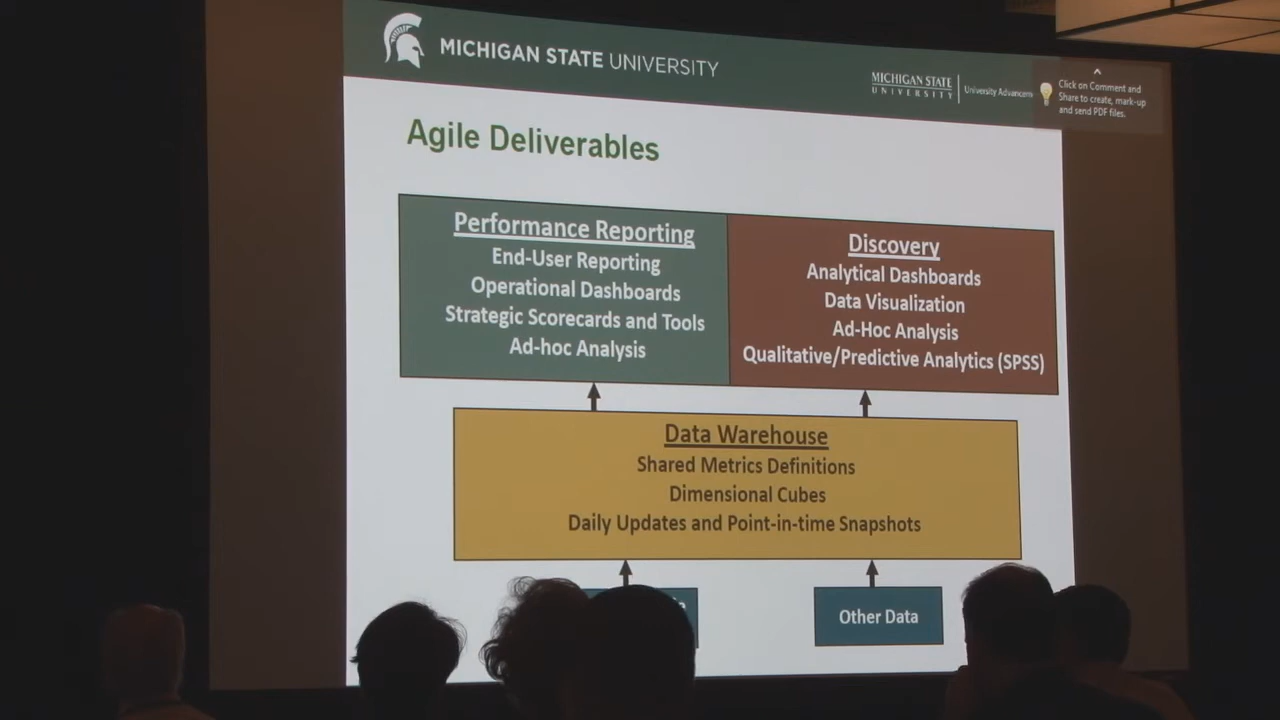 MICHIGAN STATE UNIVERSITY
MICHIGAN STATE
UNIVERSITY
University
Click on Comment and
Share to create, mark-up
and send PDF files.
Agile Deliverables
Performance Reporting
End-User Reporting
Operational Dashboards
Strategic Scorecards and Tools
Ad-hoc Analysis
Discovery
Analytical Dashboards
Data Visualization
Ad-Hoc Analysis
Qualitative/Predictive Analytics (SPSS)
Data Warehouse
Shared Metrics Definitions
Dimensional Cubes
Daily Updates and Point-in-time Snapshots
Other Data